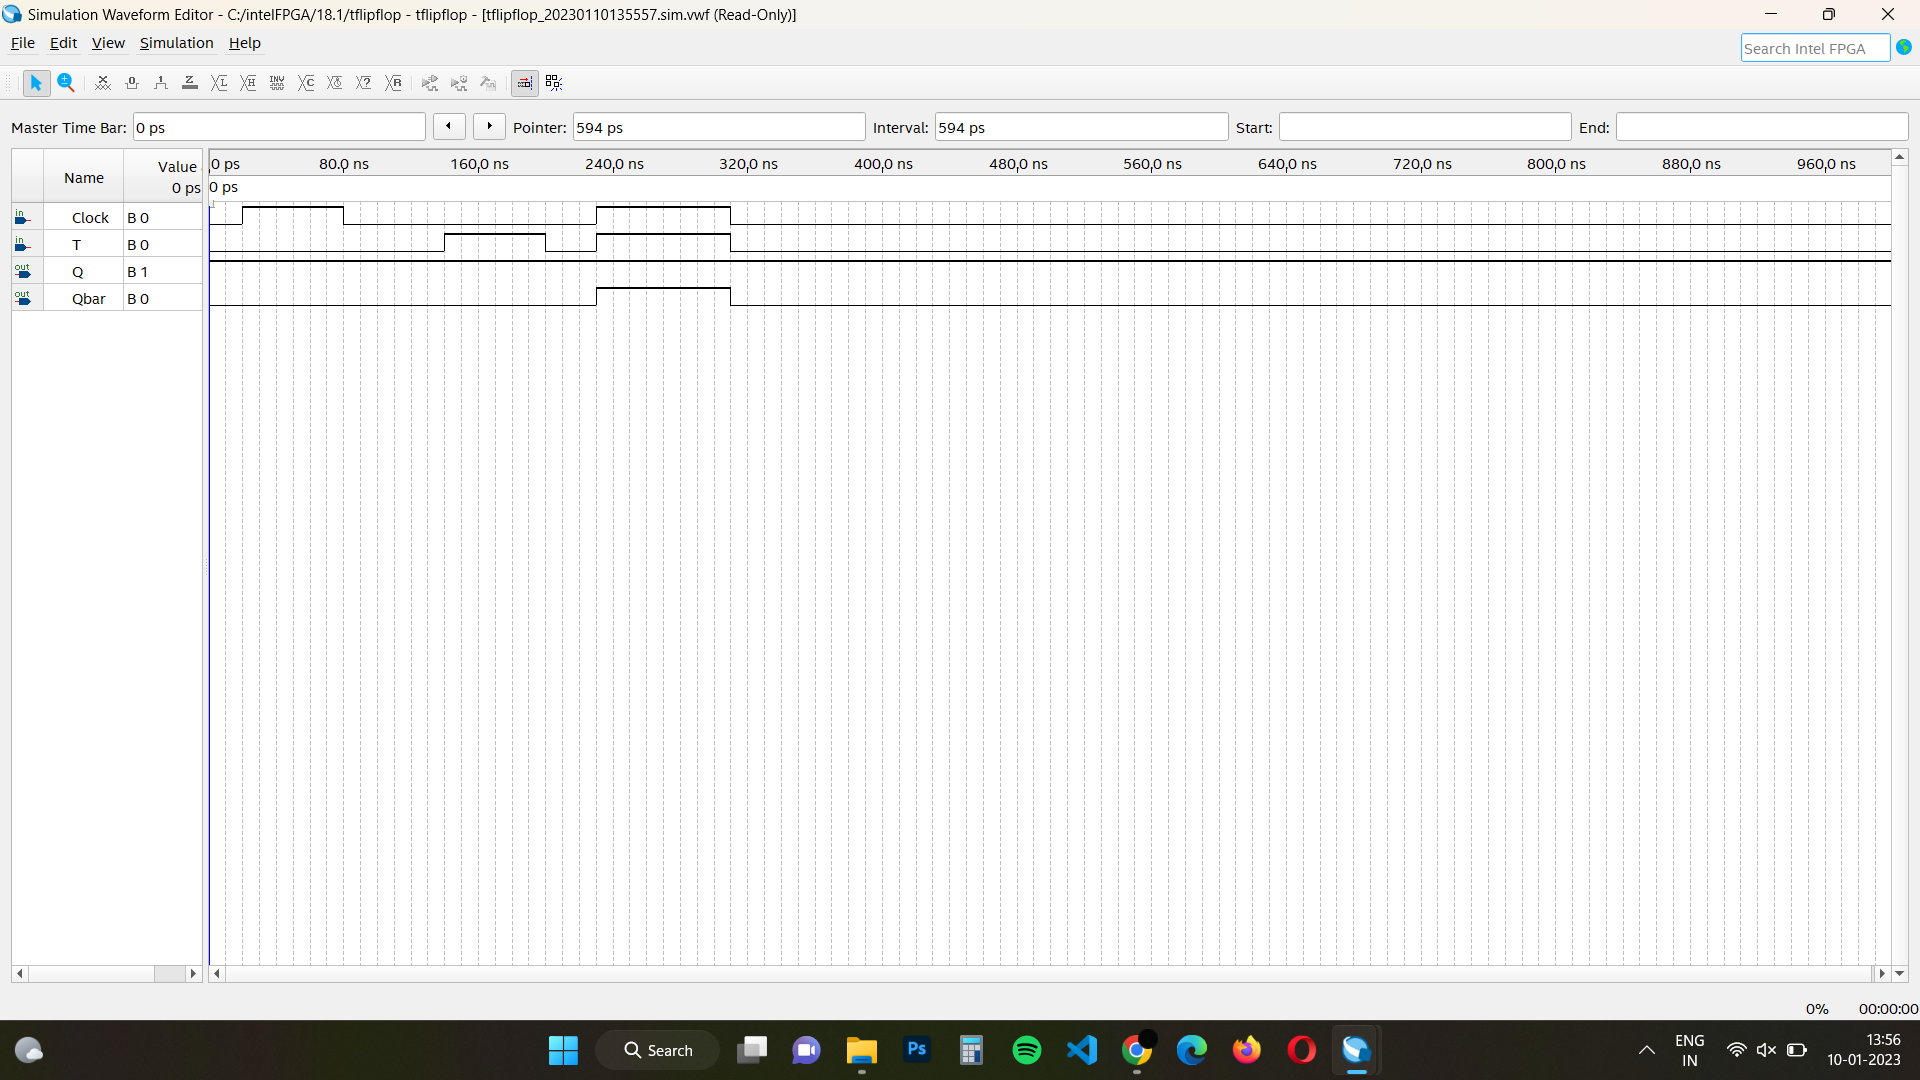 Simulation Waveform Editor - C:/intelFPGA/18.1/tflipflop - tflipflop - [tflipflop_20230110135557.sim.vwf (Read-Only)]
File Edit View Simulation Help
Search Intel FPGA
Master Time Bar: 0 ps Pointer: 594 ps Interval: 594 ps Start: End:
Name Value 0 ps
0 ps 80.0 ns 160.0 ns 240.0 ns 320.0 ns 400.0 ns 480.0 ns 560.0 ns 640.0 ns 720.0 ns 800.0 ns 880.0 ns 960.0 ns
0 ps
in Clock B 0
in T B 0
out Q B 1
out Qbar B 0
0% 00:00:00
Search
Ps
ENG
IN
13:56
10-01-2023